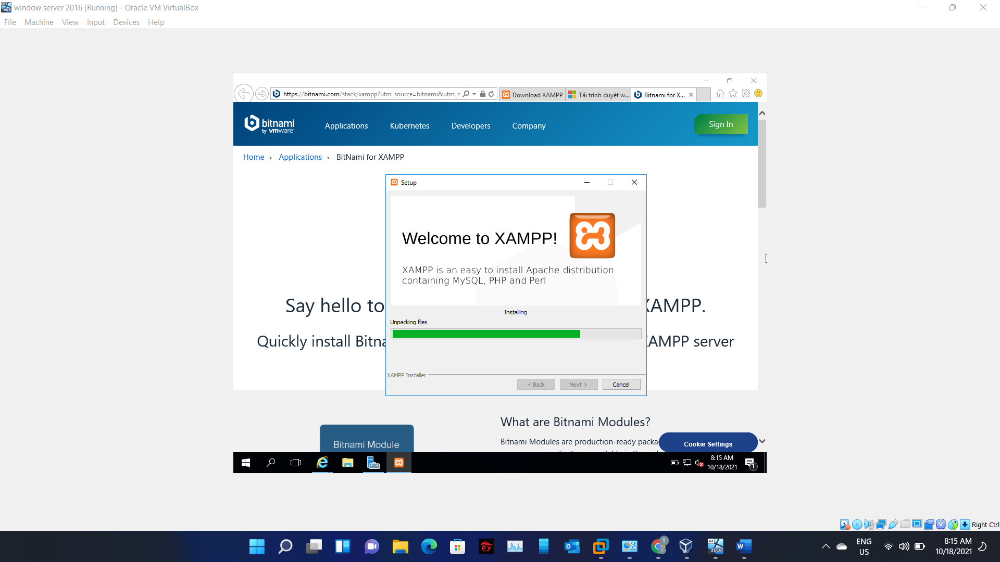 window server 2016 [Running] - Oracle VM VirtualBox
File Machine View Input Devices Help
https://bitnami.com/stack/xampp?utm_source=bitnami&utm_r
Download XAMPP
Tải trình duyệt w...
Bitnami for X...
bitnami
by vmware
Applications Kubernetes Developers Company
Sign In
Home › Applications › BitNami for XAMPP
Setup
Welcome to XAMPP!
XAMPP is an easy to install Apache distribution
containing MySQL, PHP and Perl
Installing
Unpacking files
XAMPP Installer
< Back Next > Cancel
Say hello to XAMPP.
Quickly install Bitna XAMPP server
What are Bitnami Modules?
Bitnami Modules are production-ready packa
Bitnami Module
Cookie Settings
8:15 AM
10/18/2021
1
Right Ctrl
ENG
US
8:15 AM
10/18/2021